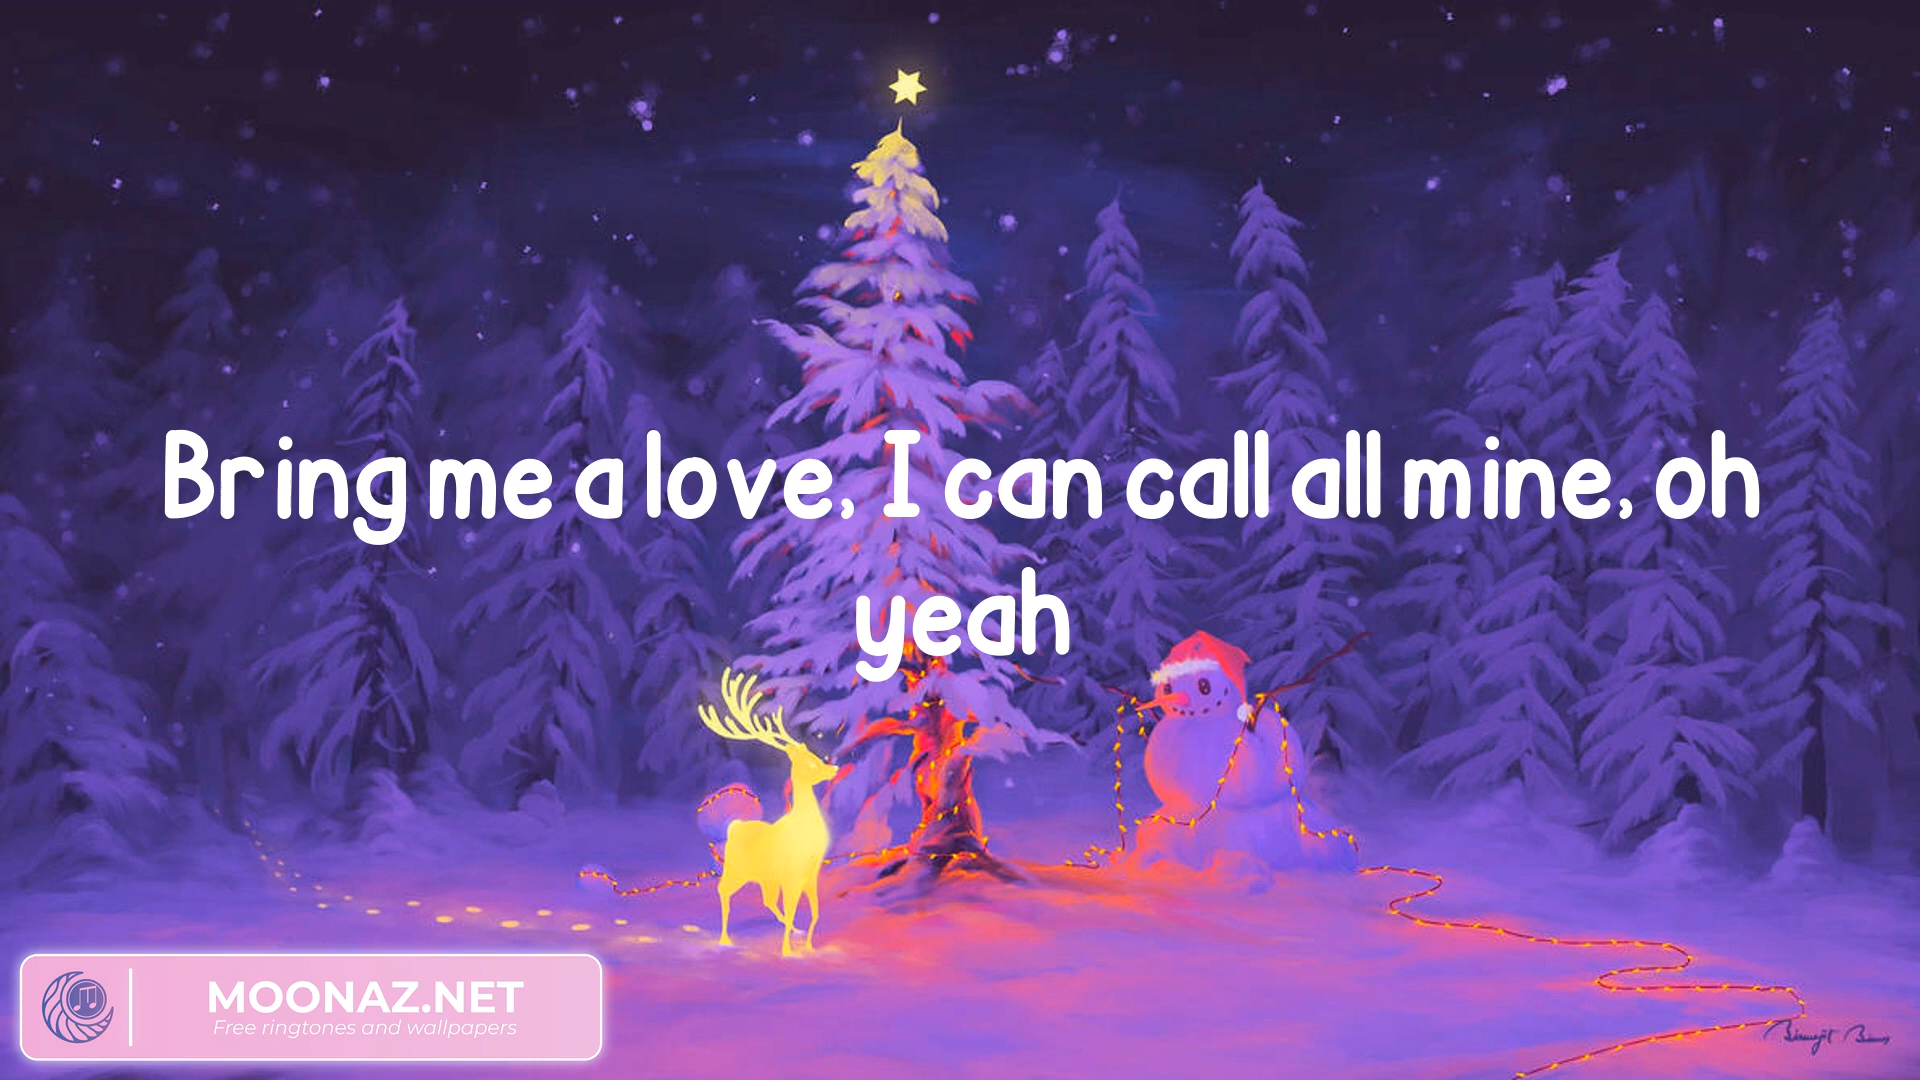 Bring me a love, I can call all mine, oh
yeah
MOONAZ.NET
Free ringtones and wallpapers